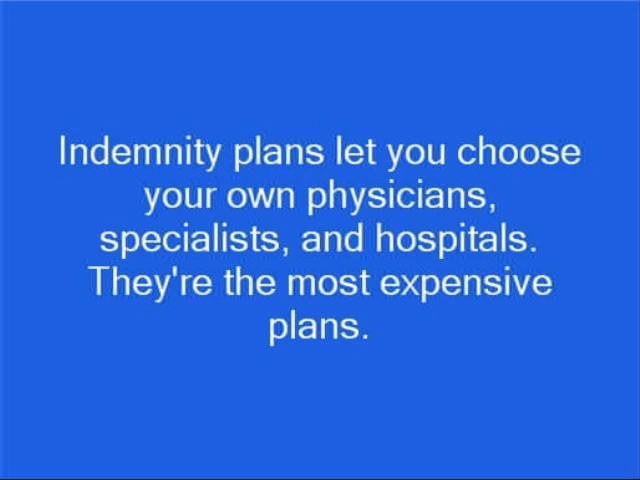 Indemnity plans let you choose
your own physicians,
specialists, and hospitals.
They're the most expensive
plans.